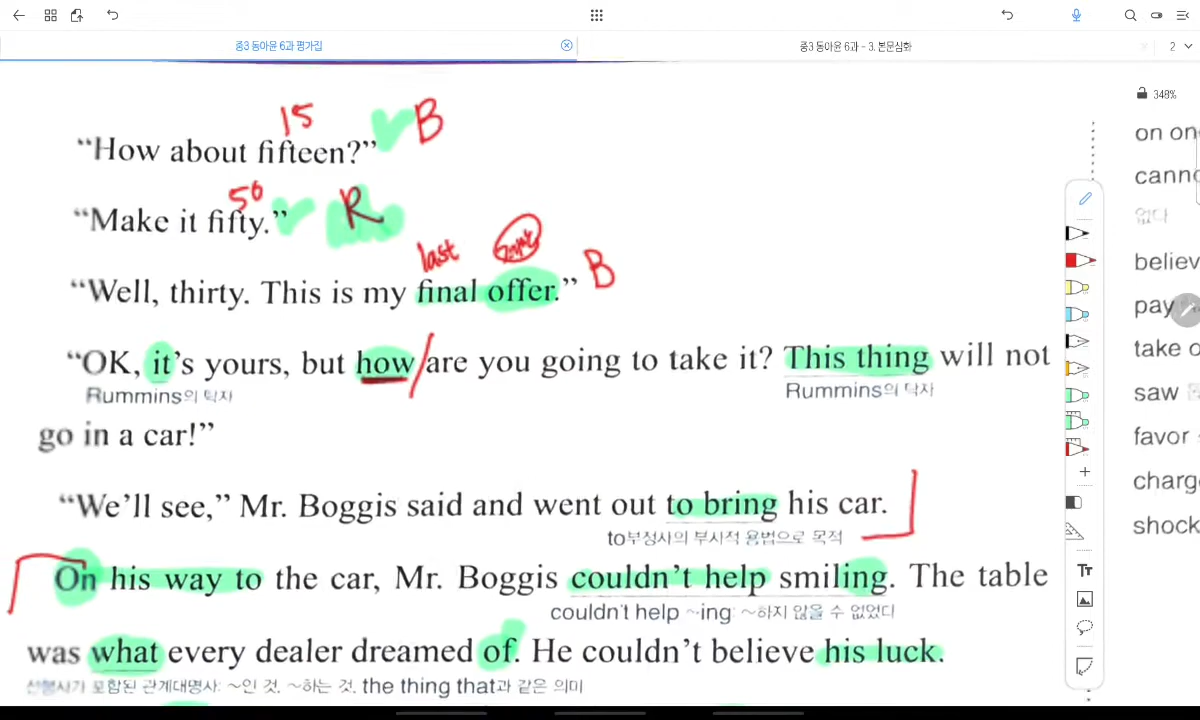 중3 동아윤 6과 평가집
중3 동아윤 6과 - 3. 본문심화
2
348%
15
B
“How about fifteen?”
50
R
“Make it fifty.”
last
B
“Well, thirty. This is my final offer.”
“OK, it’s yours, but how / are you going to take it? This thing will not
Rummins의 탁자
Rummins의 탁자
go in a car!”
“We’ll see,” Mr. Boggis said and went out to bring his car.
to부정사의 부사적 용법으로 목적
On his way to the car, Mr. Boggis couldn’t help smiling. The table
couldn’t help ~-ing: ~하지 않을 수 없었다
was what every dealer dreamed of. He couldn’t believe his luck.
선행사가 포함된 관계대명사: ~인 것, ~하는 것, the thing that과 같은 의미
on
없다
pay
take
saw
favor
shock
Tт